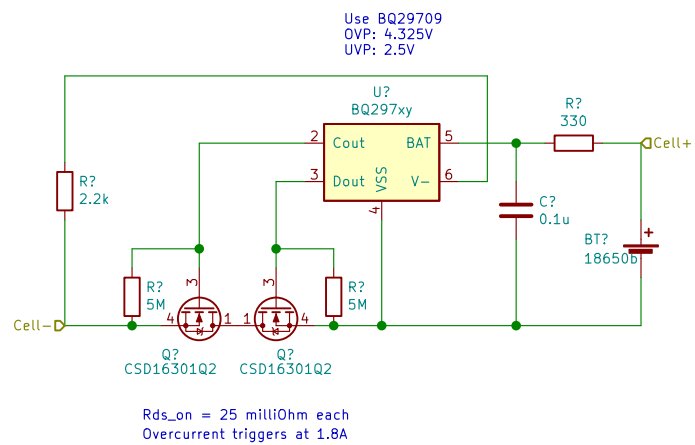 Use BQ29709
OVP: 4.325V
UVP: 2.5V
U?
BQ297xy
2
Cout
BAT
5
3
Dout
VSS
V-
6
4
R?
330
Cell+
R?
2.2k
C?
0.1u
BT?
18650b
+
R?
5M
3
3
R?
5M
Cell-
4
1
1
4
Q?
CSD16301Q2
Q?
CSD16301Q2
Rds_on = 25 milliOhm each
Overcurrent triggers at 1.8A